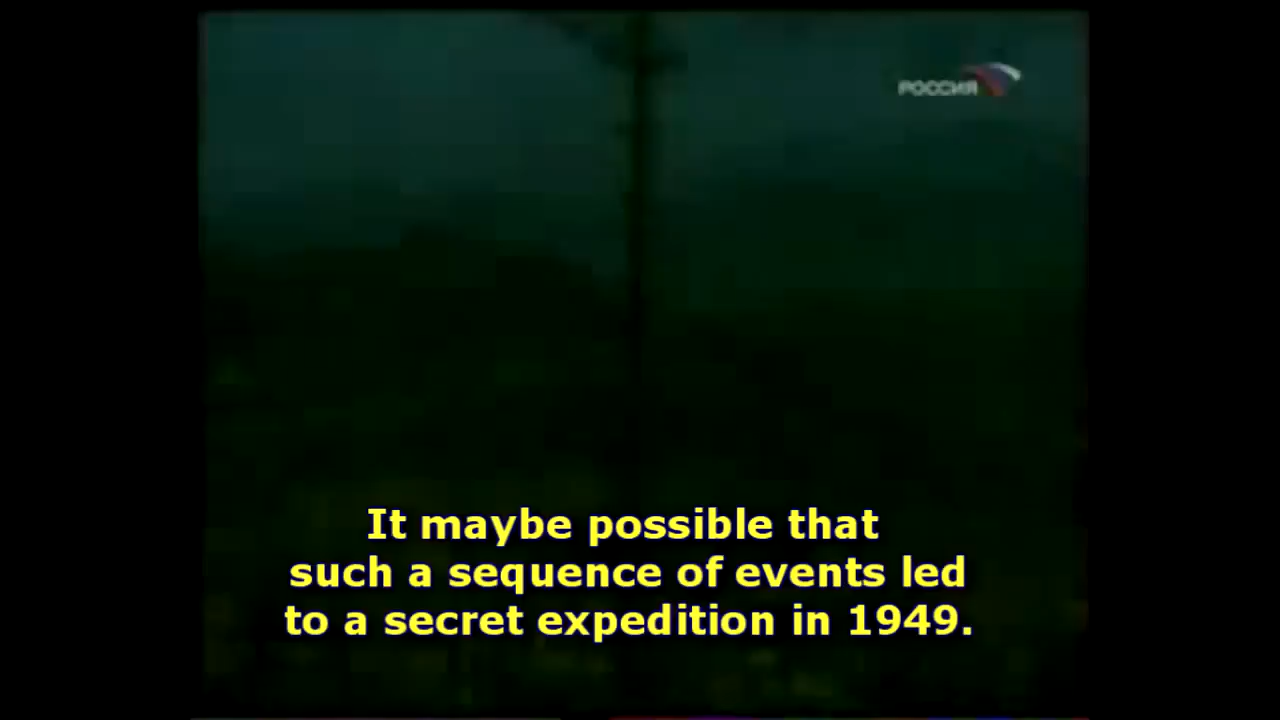 РОССИЯ
It maybe possible that
such a sequence of events led
to a secret expedition in 1949.